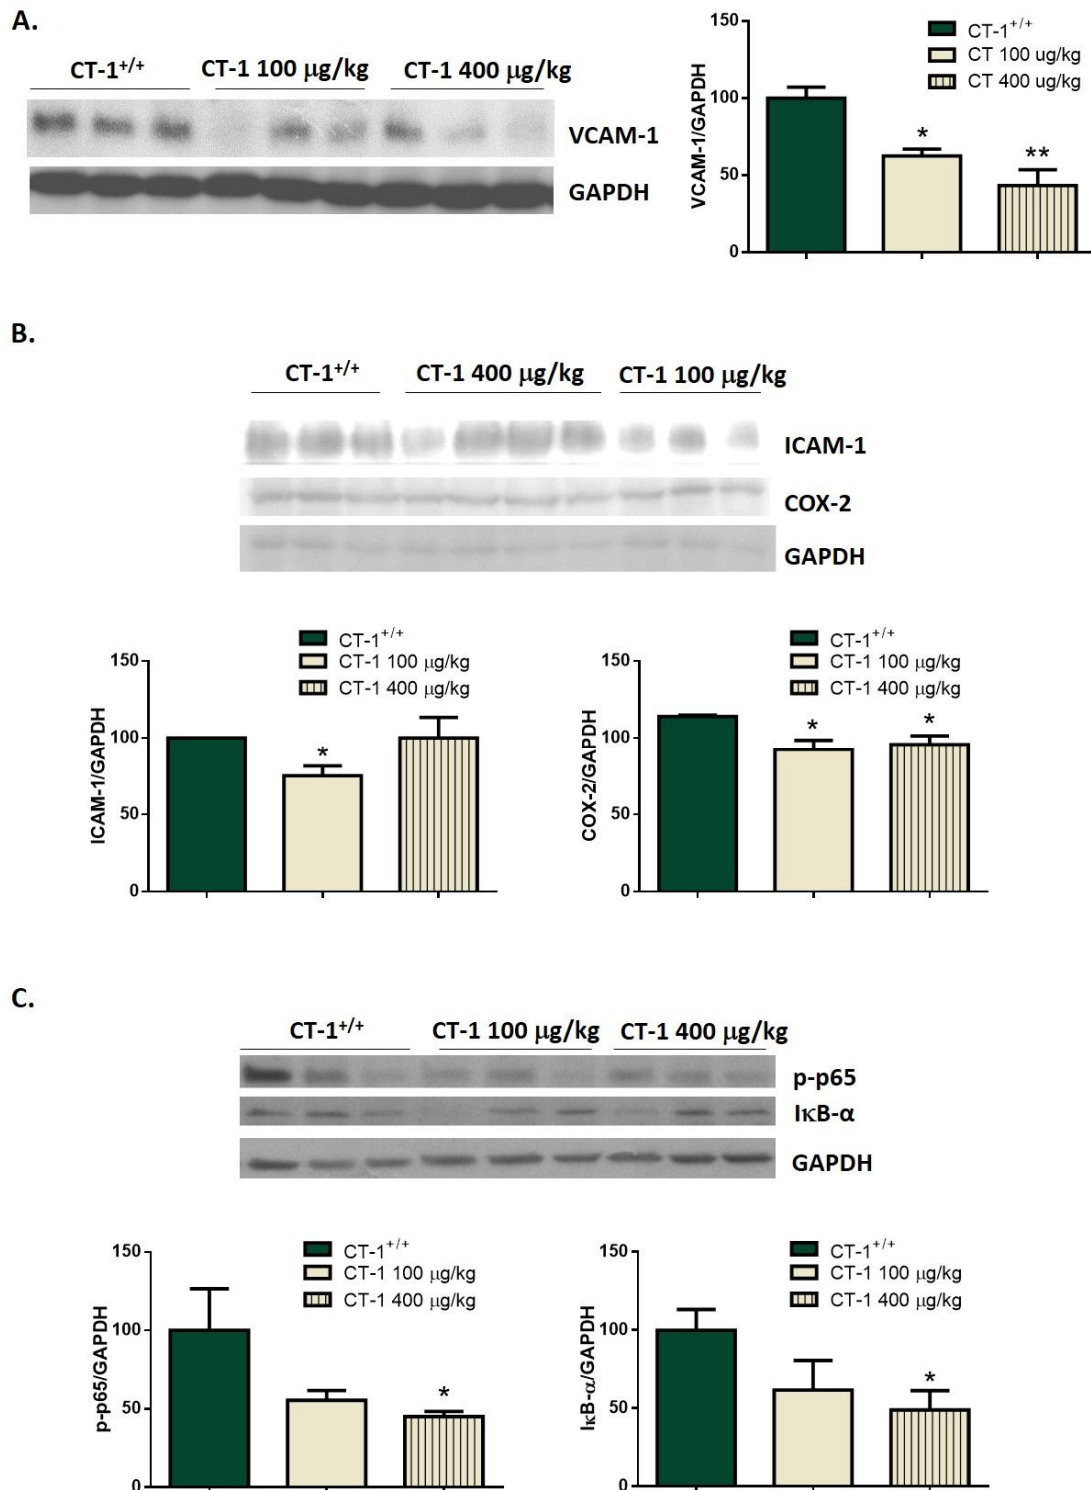 A.
CT-1+/+ CT-1 100 µg/kg CT-1 400 µg/kg
VCAM-1
GAPDH
VCAM-1/GAPDH
150
100
50
0
CT-1+/+
CT 100 ug/kg
CT 400 ug/kg
*
**
B.
CT-1+/+ CT-1 400 µg/kg CT-1 100 µg/kg
ICAM-1
COX-2
GAPDH
ICAM-1/GAPDH
150
100
50
0
CT-1+/+
CT-1 100 µg/kg
CT-1 400 µg/kg
*
COX-2/GAPDH
150
100
50
0
CT-1+/+
CT-1 100 µg/kg
CT-1 400 µg/kg
*
*
C.
CT-1+/+ CT-1 100 µg/kg CT-1 400 µg/kg
p-p65
IκB-α
GAPDH
p-p65/GAPDH
150
100
50
0
CT-1+/+
CT-1 100 µg/kg
CT-1 400 µg/kg
*
IκB-α/GAPDH
150
100
50
0
CT-1+/+
CT-1 100 µg/kg
CT-1 400 µg/kg
*